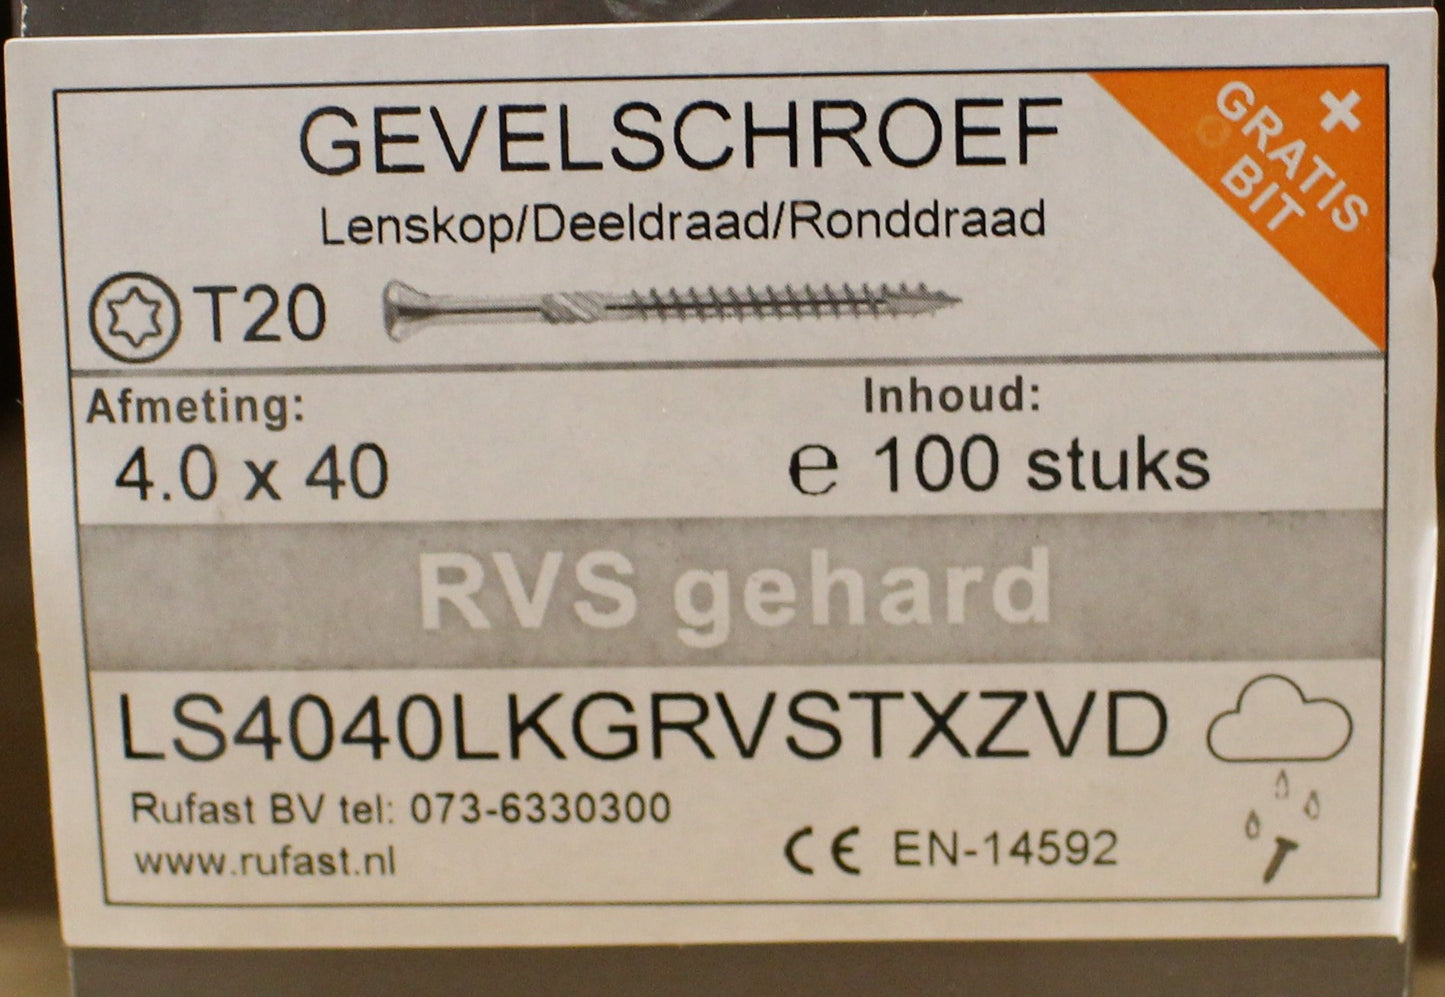 GEVELSCHROEF
Lenskop/Deeldraad/Ronddraad
+
GRATIS
BIT
T20
Afmeting:
4.0 x 40
Inhoud:
℮ 100 stuks
RVS gehard
LS4040LKGRVSTXZVD
Rufast BV tel: 073-6330300
www.rufast.nl
CE EN-14592